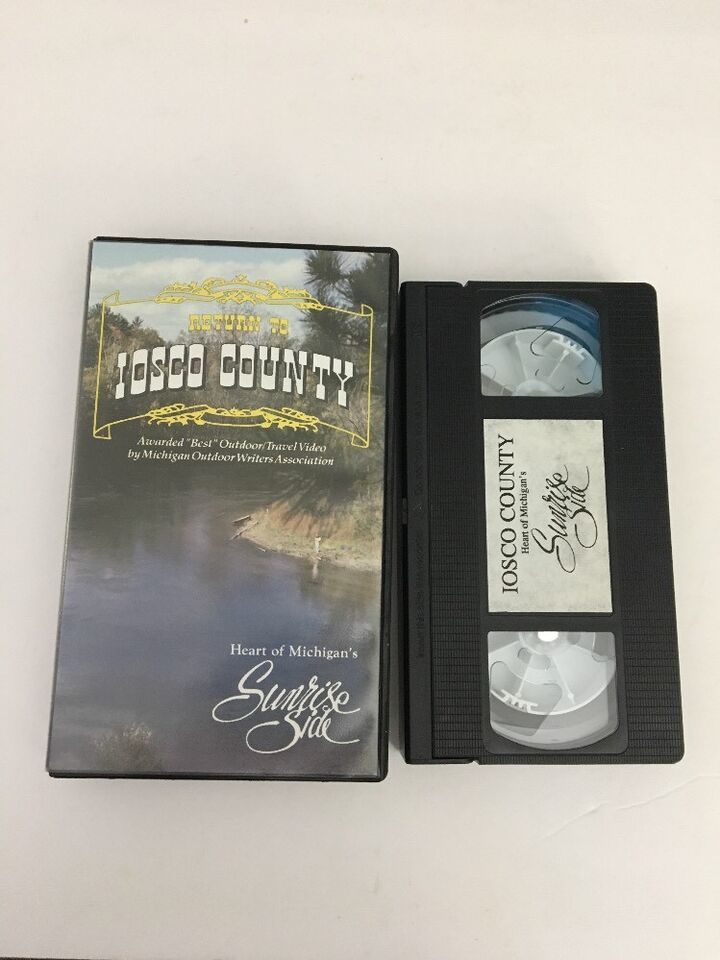 RETURN TO
IOSCO COUNTY
Awarded "Best" Outdoor/Travel Video
by Michigan Outdoor Writers Association
Heart of Michigan's
Sunrise
Side
IOSCO COUNTY
Heart of Michigan's
Sunrise
Side